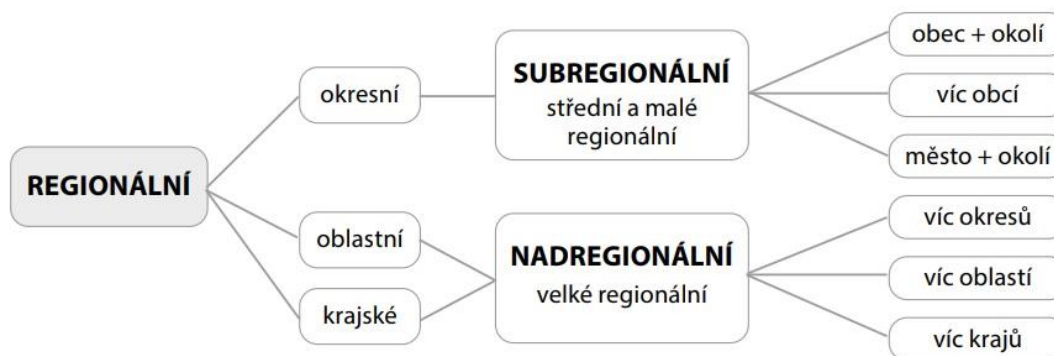 REGIONÁLNÍ
okresní
oblastní
krajské
SUBREGIONÁLNÍ
střední a malé
regionální
NADREGIONÁLNÍ
velké regionální
obec + okolí
víc obcí
město + okolí
víc okresů
víc oblastí
víc krajů